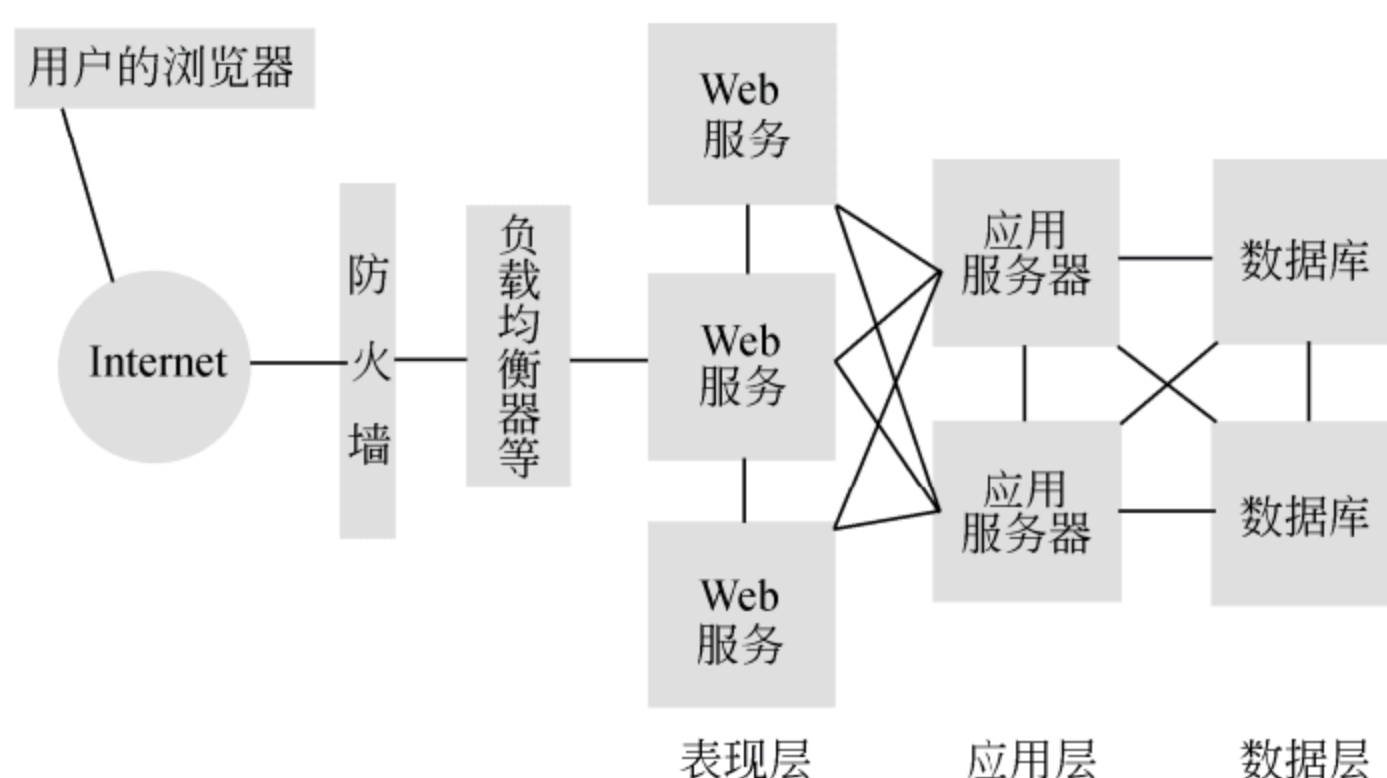 用户的浏览器
Internet
防
火
墙
负
载
均
衡
器
等
Web
服务
Web
服务
Web
服务
应用
服务器
应用
服务器
数据库
数据库
表现层
应用层
数据层